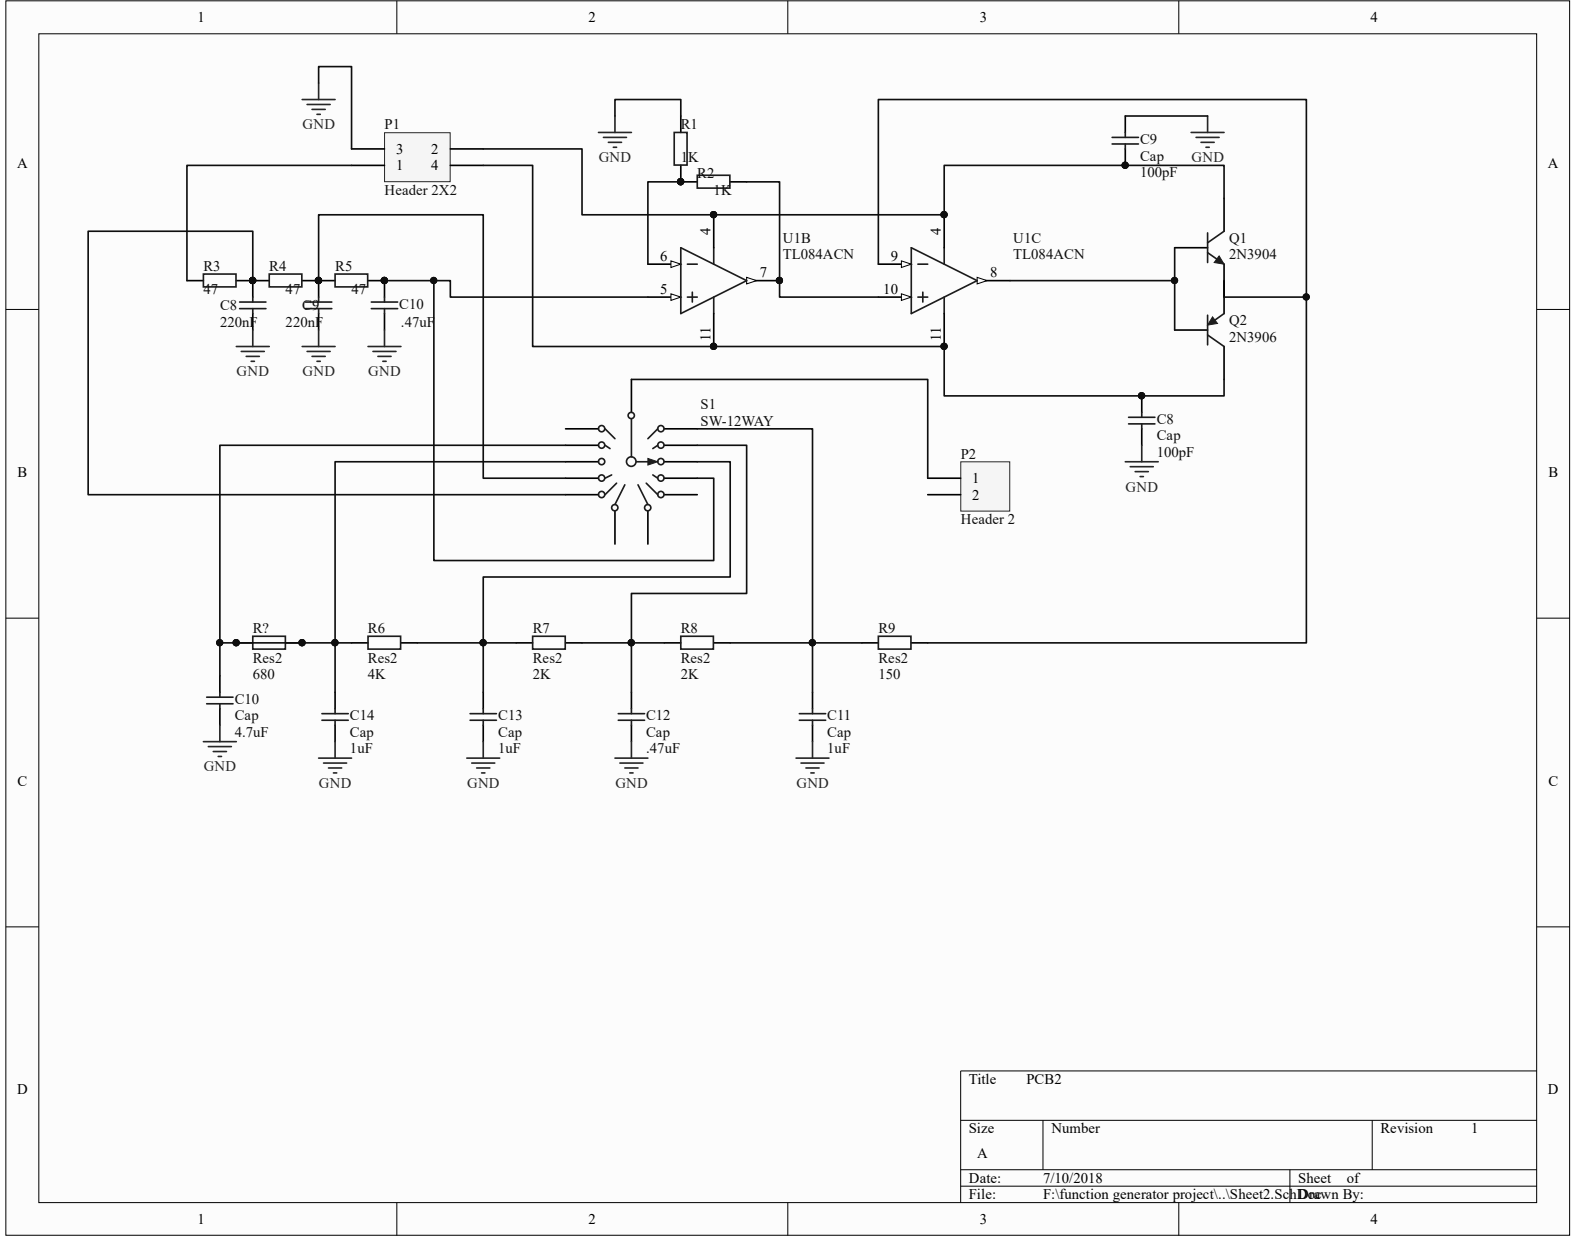 1 2 3 4
GND
P1
3 2
1 4
Header 2X2
GND
R1
1K
R2
1K
C9
Cap
100pF
GND
A A
U1B
TL084ACN
4
6
5
7
11
U1C
TL084ACN
4
9
10
8
11
Q1
2N3904
Q2
2N3906
R3
47
R4
47
R5
47
C8
220nF
C9
220nF
C10
.47uF
GND
GND
GND
S1
SW-12WAY
C8
Cap
100pF
GND
B B
P2
1
2
Header 2
R?
Res2
680
R6
Res2
4K
R7
Res2
2K
R8
Res2
2K
R9
Res2
150
C10
Cap
4.7uF
GND
C14
Cap
1uF
GND
C13
Cap
1uF
GND
C12
Cap
.47uF
GND
C11
Cap
1uF
GND
C C
D D
Title PCB2
Size Number Revision 1
A
Date: 7/10/2018 Sheet of
File: F:\function generator project\..\Sheet2.SchDoc Drawn By:
1 2 3 4